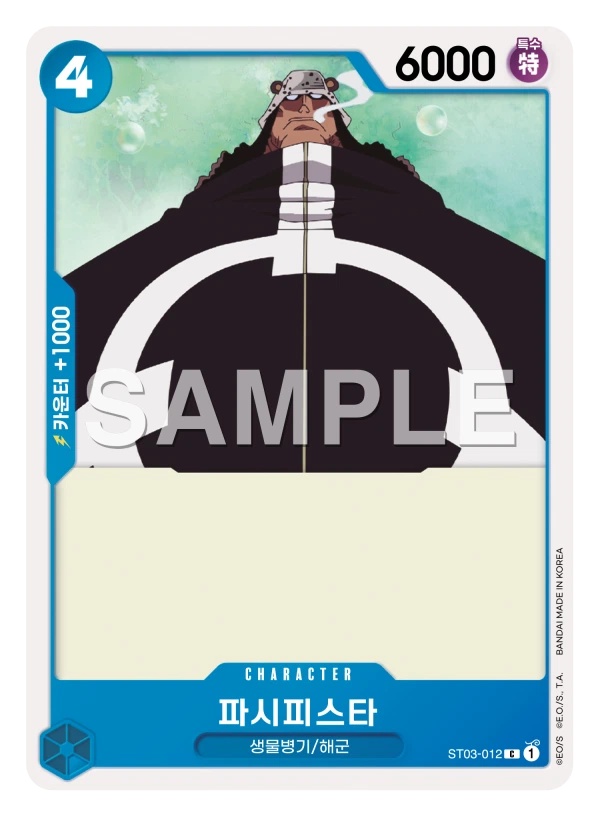 4
6000
특수
特
⚡카운터 +1000
SAMPLE
CHARACTER
파시피스타
생물병기/해군
ST03-012 C 1
©EO/S ©E.O./S., T.A. BANDAI MADE IN KOREA